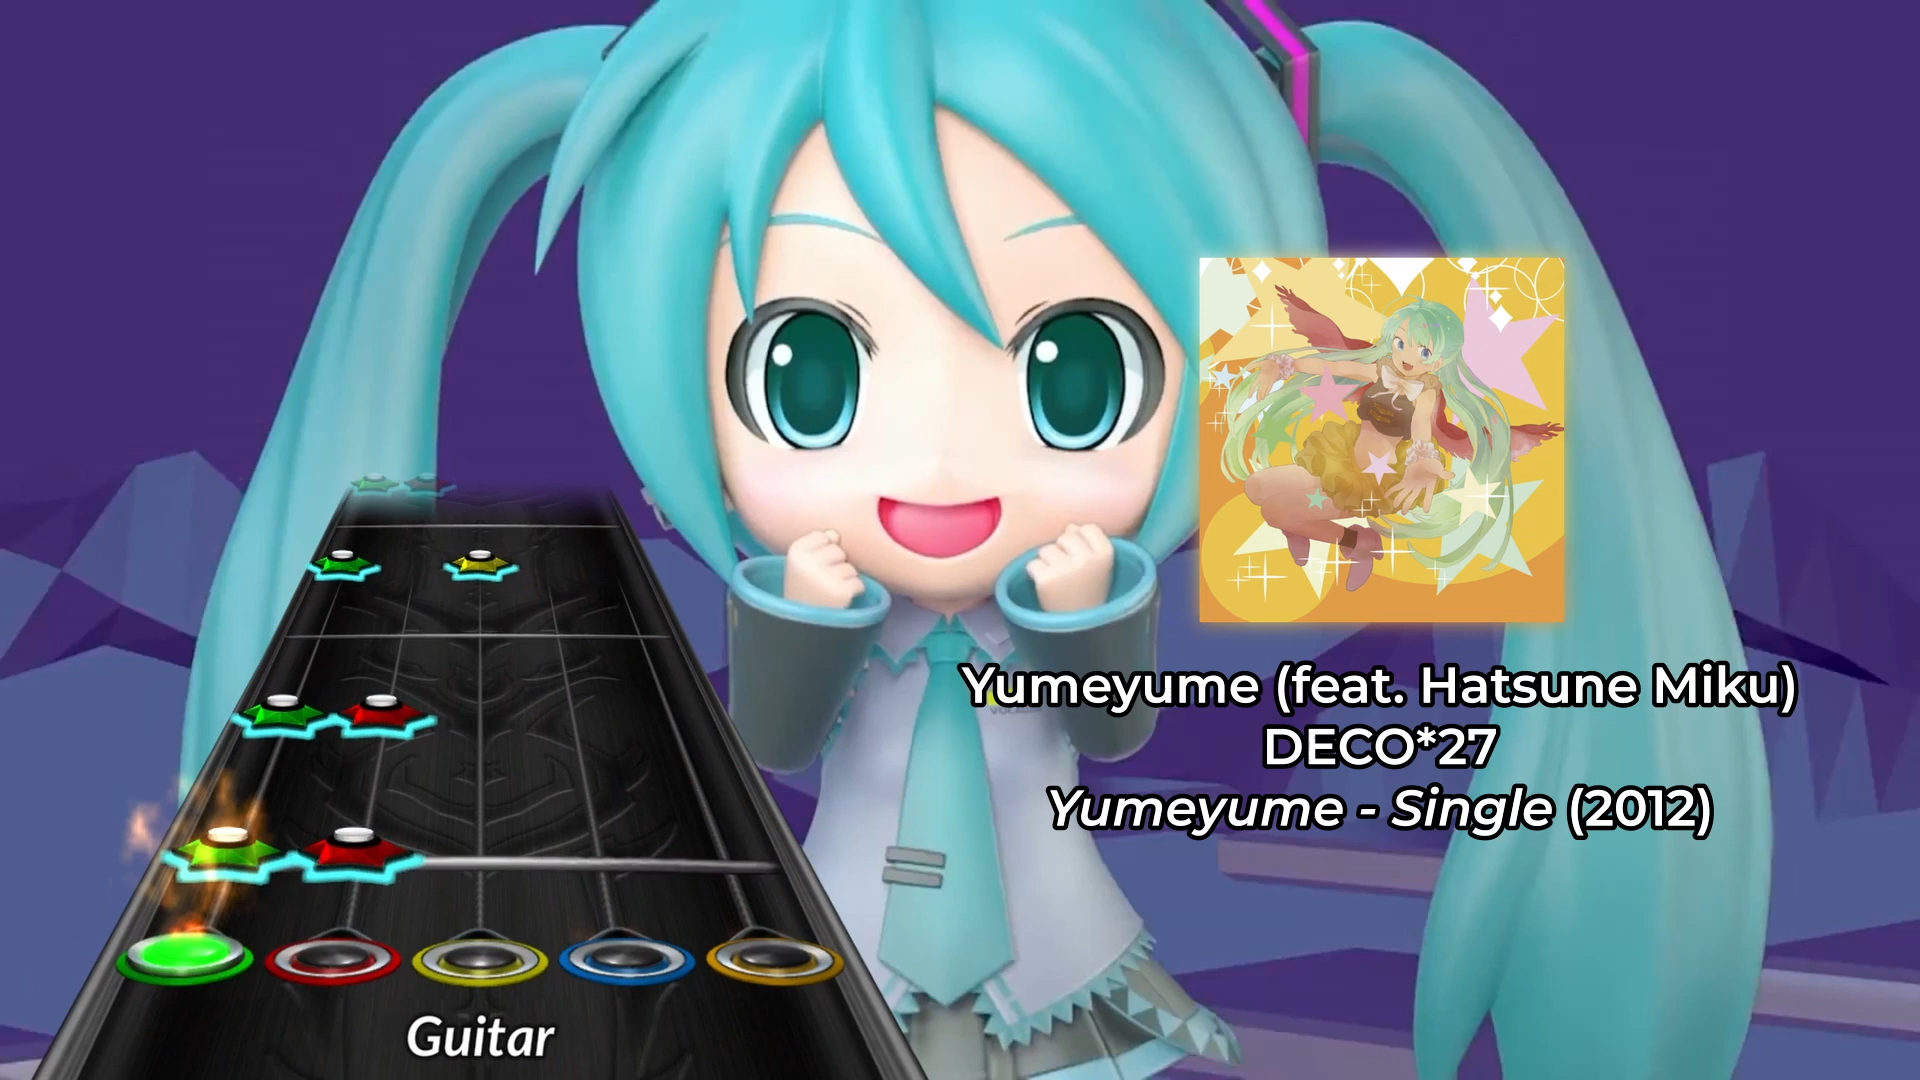 Yumeyume (feat. Hatsune Miku)
DECO*27
Yumeyume - Single (2012)
Guitar